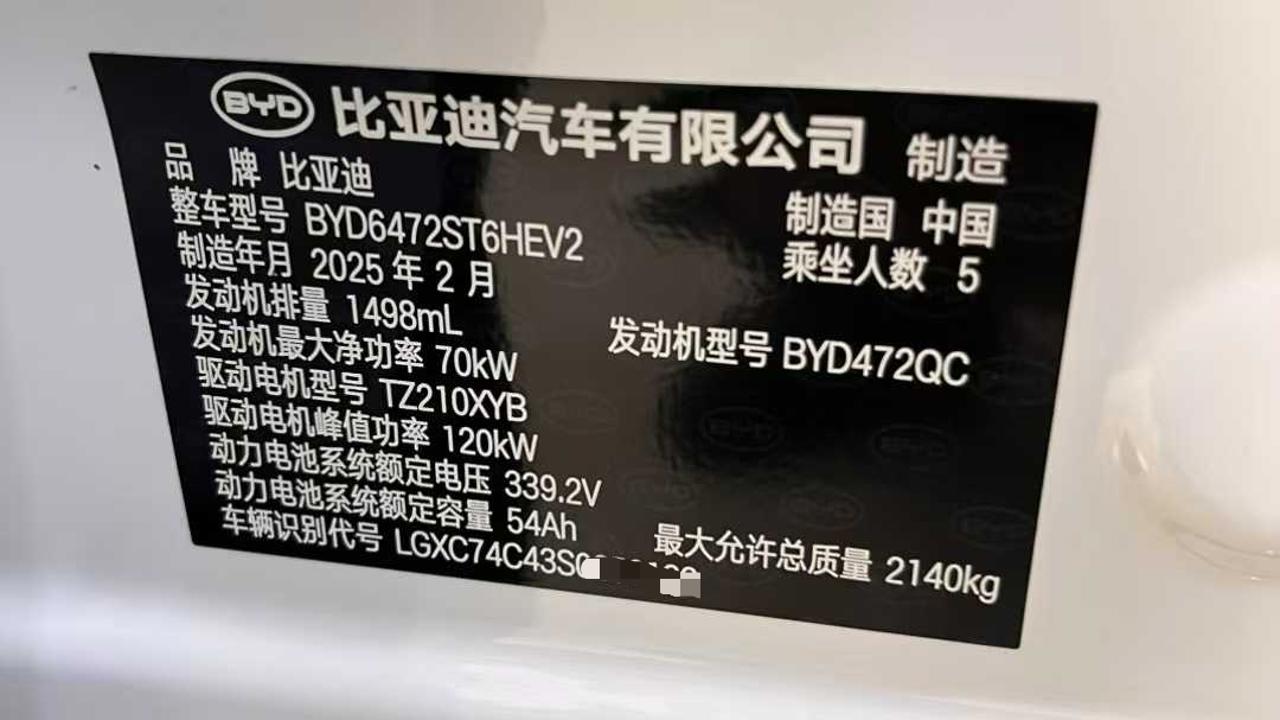 BYD 比亚迪汽车有限公司 制造
品 牌 比亚迪
制造国 中国
整车型号 BYD6472ST6HEV2
乘坐人数 5
制造年月 2025 年 2 月
发动机排量 1498mL
发动机型号 BYD472QC
发动机最大净功率 70kW
驱动电机型号 TZ210XYB
驱动电机峰值功率 120kW
动力电池系统额定电压 339.2V
动力电池系统额定容量 54Ah
最大允许总质量 2140kg
车辆识别代号 LGXC74C43S